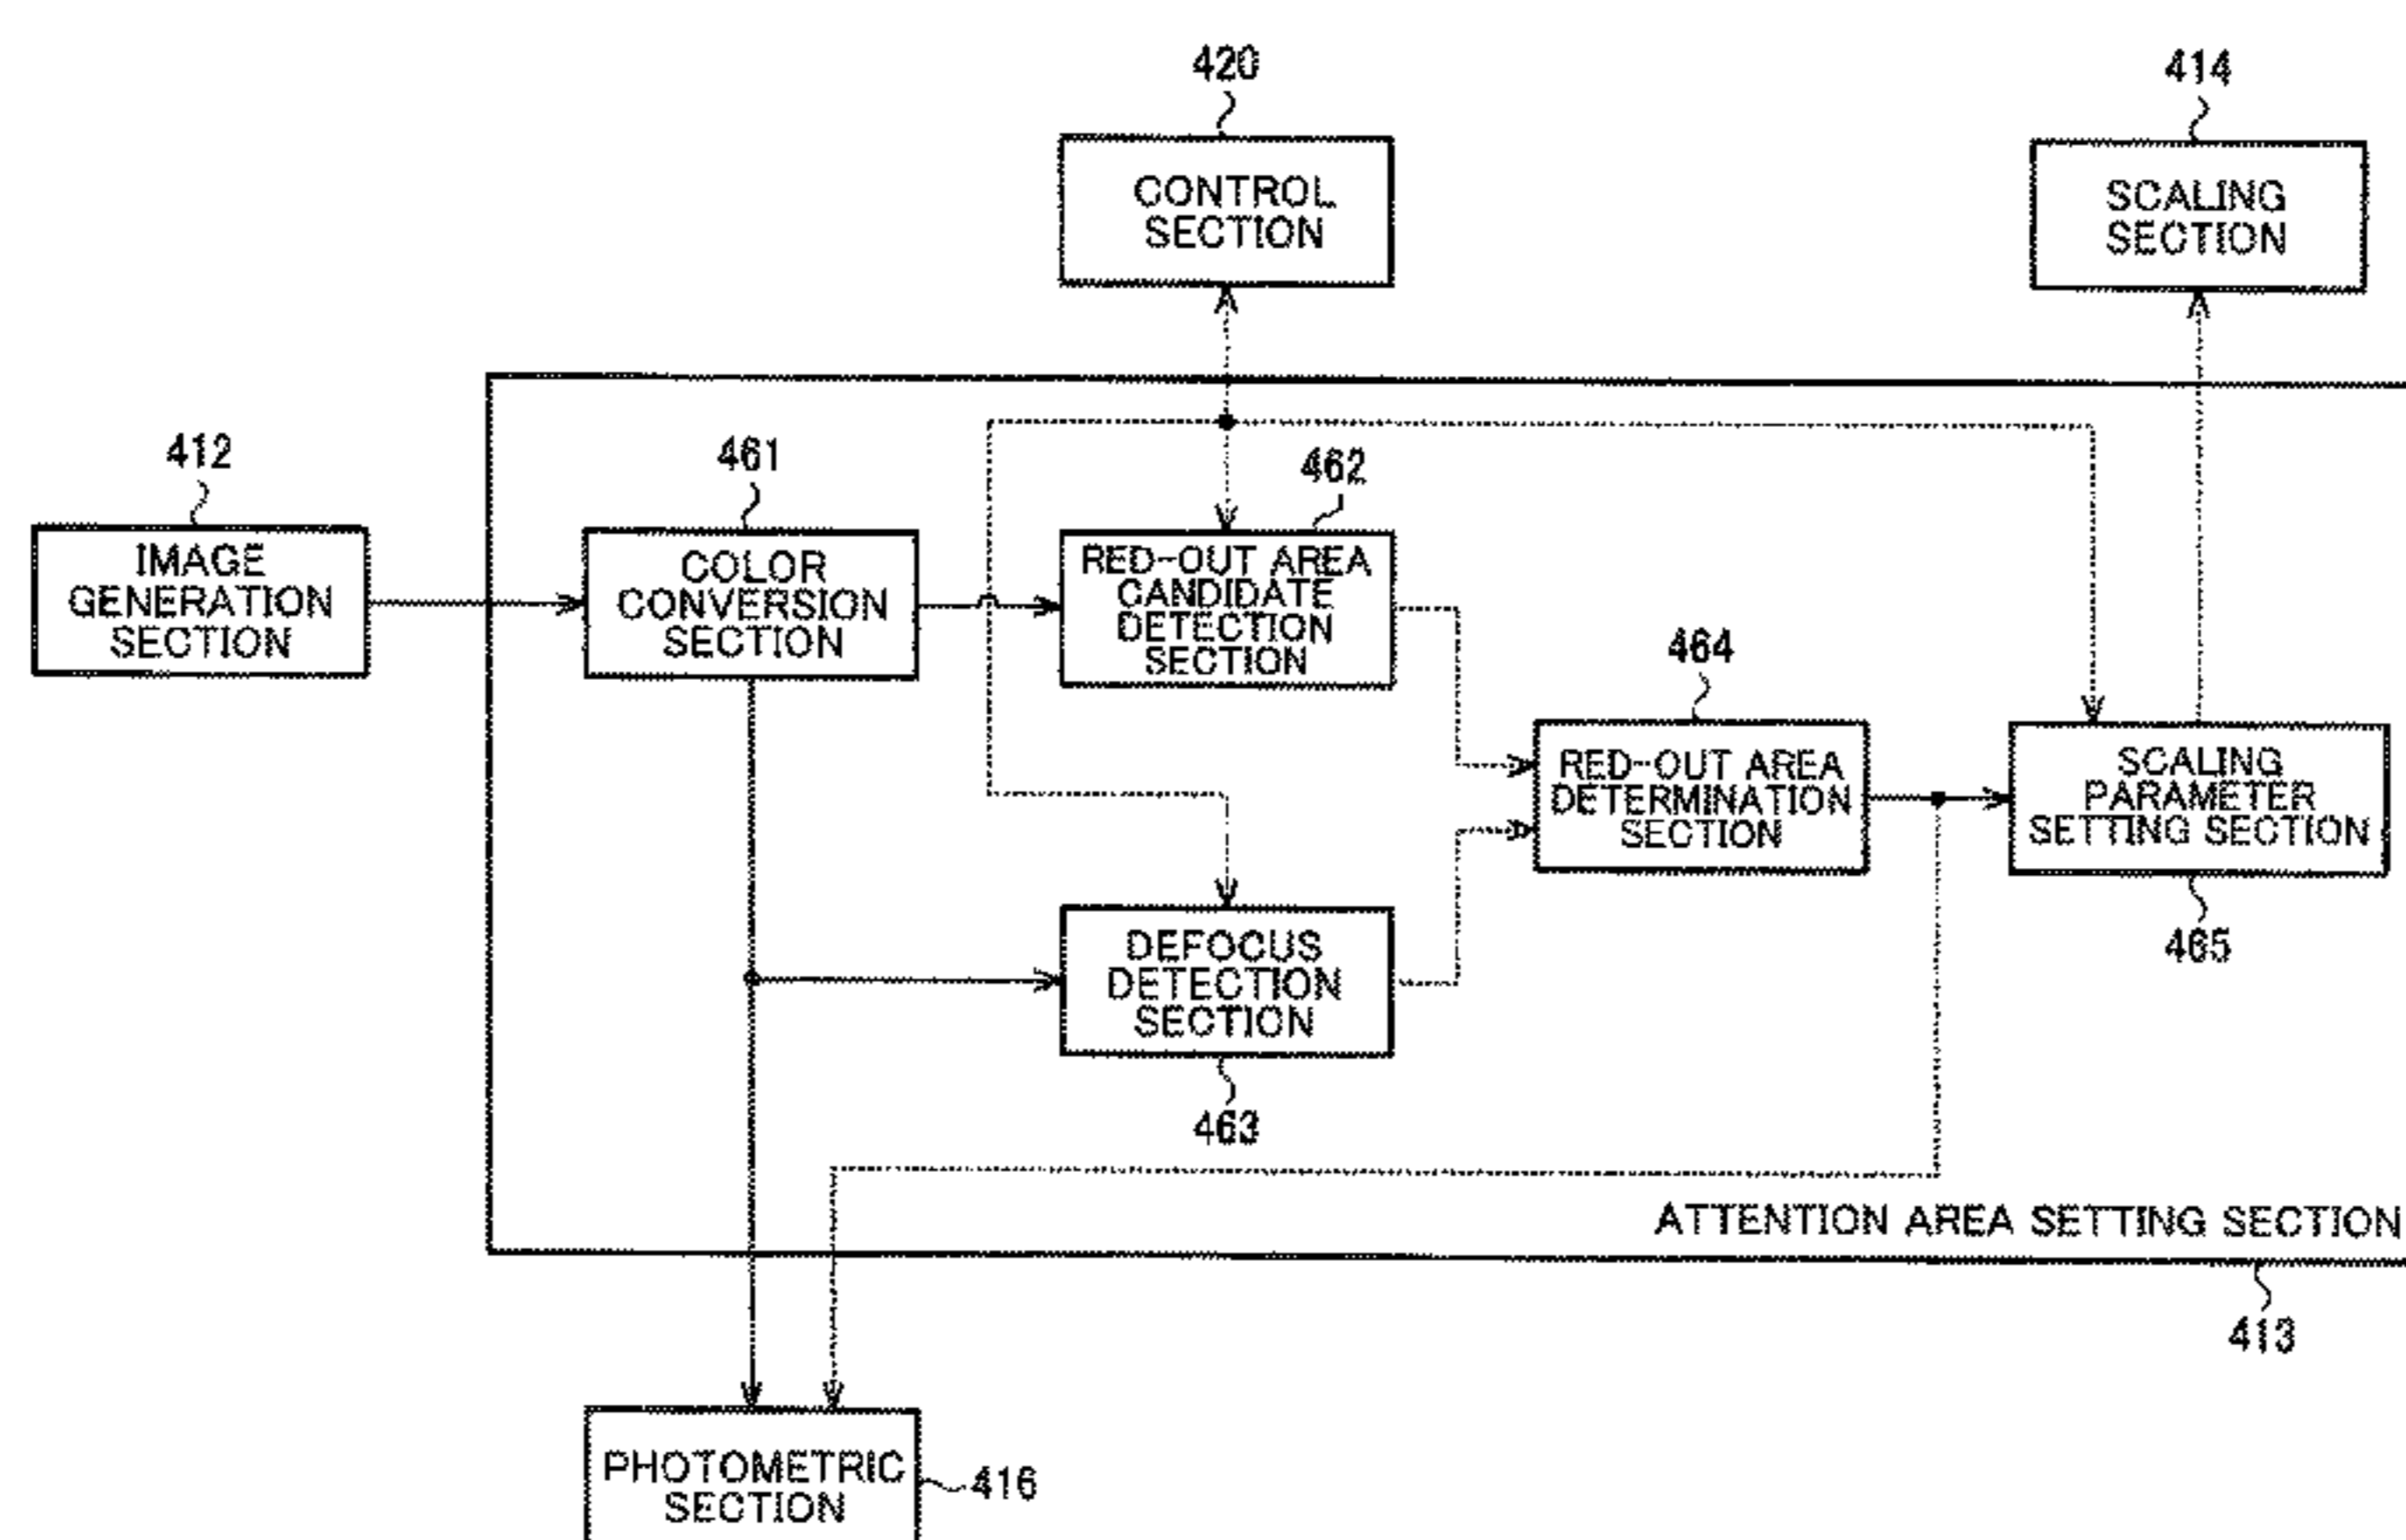 420
414
CONTROL
SECTION
SCALING
SECTION
412
461
462
IMAGE
GENERATION
SECTION
COLOR
CONVERSION
SECTION
RED-OUT AREA
CANDIDATE
DETECTION
SECTION
464
RED-OUT AREA
DETERMINATION
SECTION
SCALING
PARAMETER
SETTING SECTION
465
DEFOCUS
DETECTION
SECTION
463
ATTENTION AREA SETTING SECTION
413
PHOTOMETRIC
SECTION
416